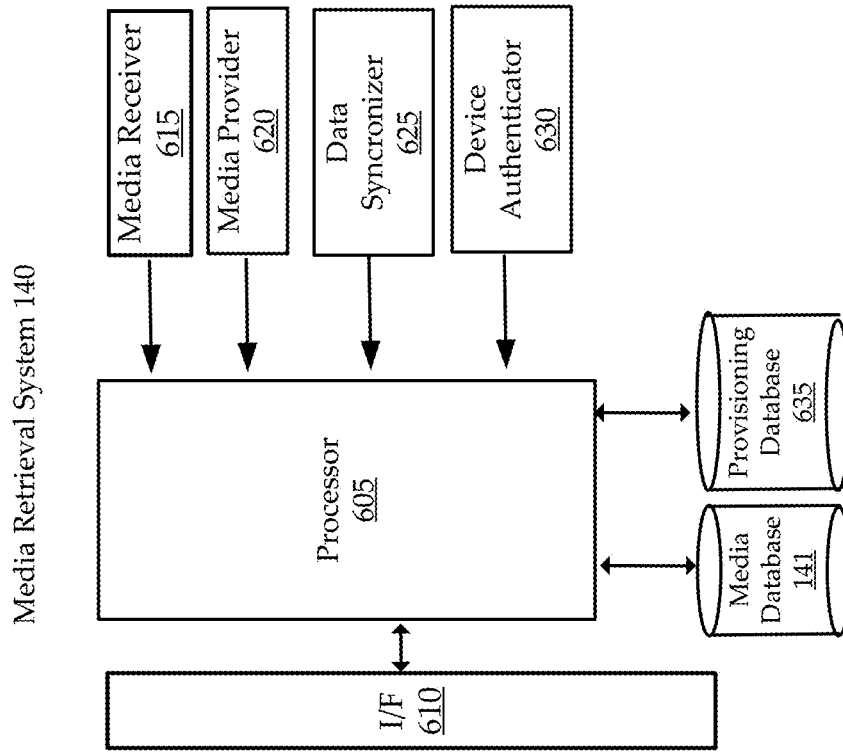 Media Retrieval System 140
Media Receiver
615
Media Provider
620
Data
Syncronizer
625
Device
Authenticator
630
Processor
605
I/F
610
Media
Database
141
Provisioning
Database
635